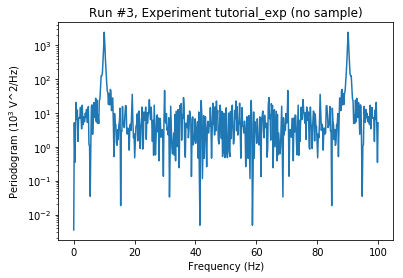 Run #3, Experiment tutorial_exp (no sample)
Periodogram (10³ V^2/Hz)
10³
10²
10¹
10⁰
10⁻¹
10⁻²
0 20 40 60 80 100
Frequency (Hz)